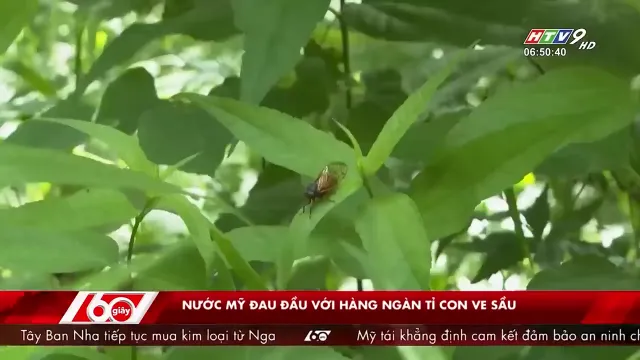 HTV9 HD
06:50:40
60 giây
NƯỚC MỸ ĐAU ĐẦU VỚI HÀNG NGÀN TỈ CON VE SẦU
Tây Ban Nha tiếp tục mua kim loại từ Nga 60 giây Mỹ tái khẳng định cam kết đảm bảo an ninh c